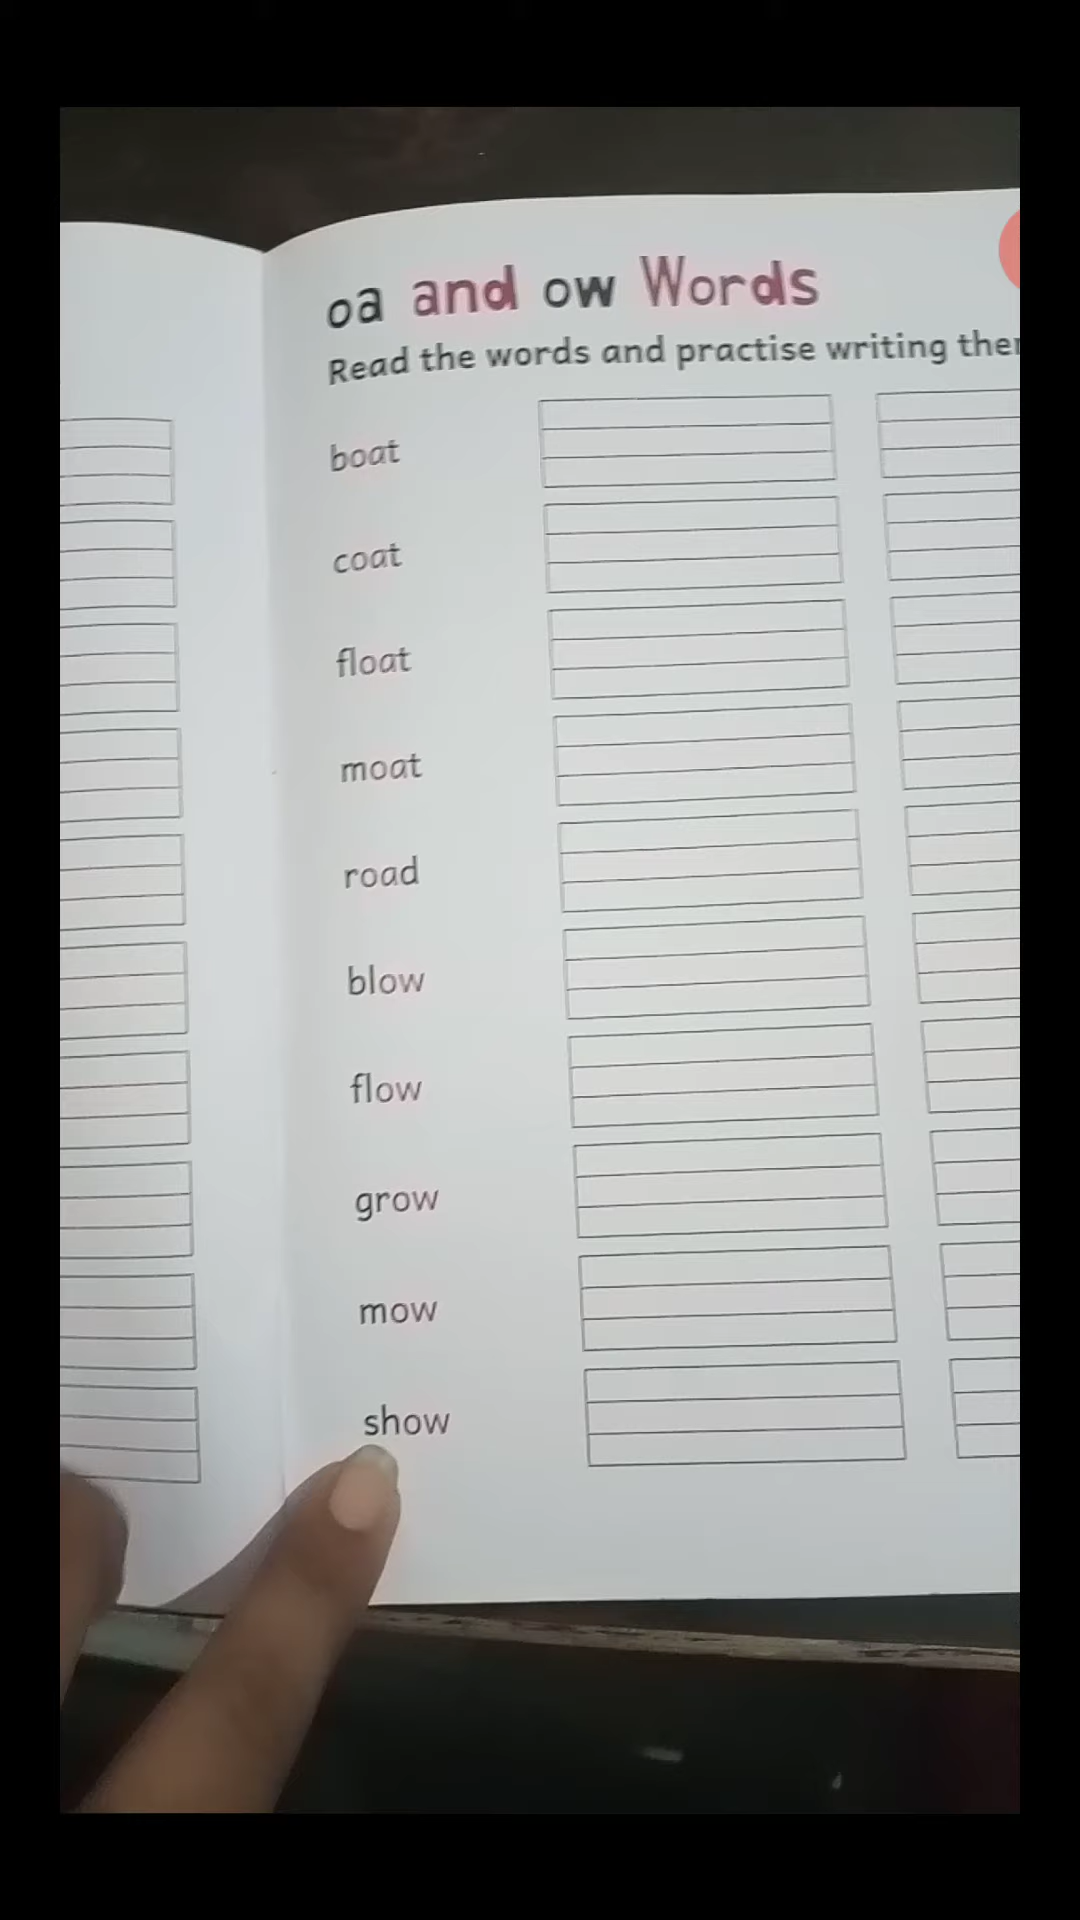 oa and ow Words
Read the words and practise writing
boat
coat
float
moat
road
blow
flow
grow
mow
show